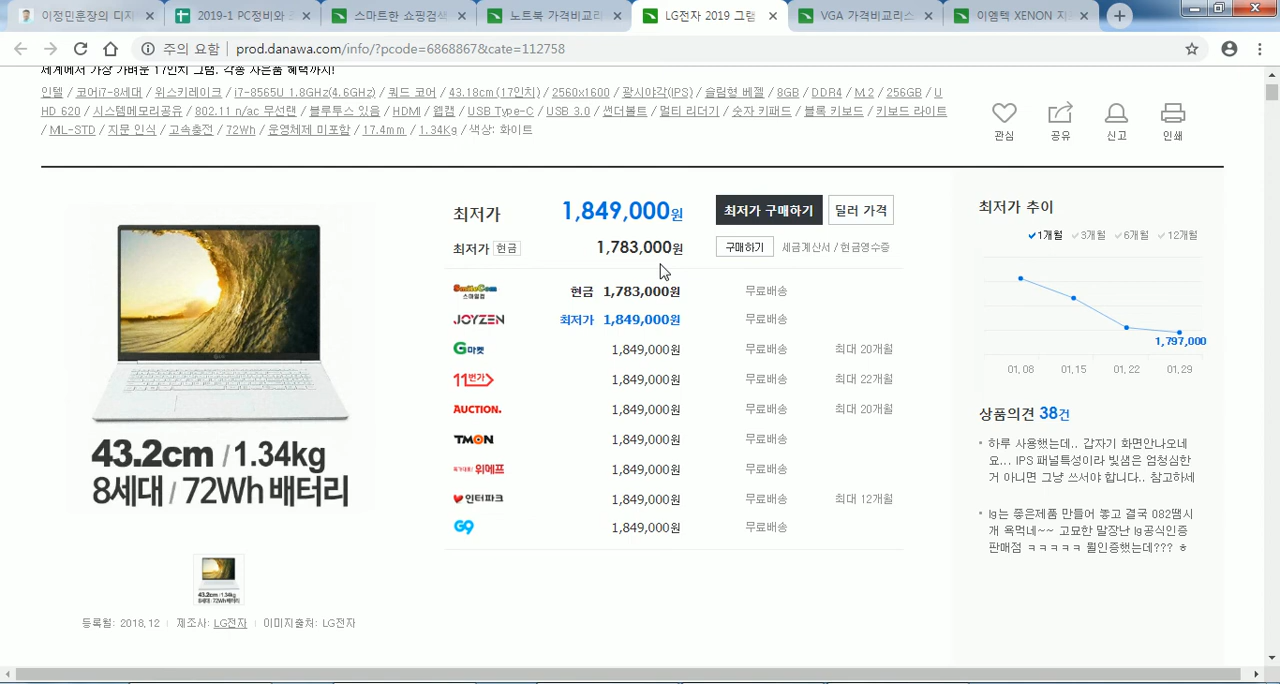 이정민훈장의 디지
2019-1 PC정비와
스마트한 쇼핑검색
노트북 가격비교리
LG전자 2019 그램
VGA 가격비교리스
이엠텍 XENON 지
주의 요함 | prod.danawa.com/info/?pcode=6868867&cate=112758
세계에서 가장 가벼운 17인치 그램. 각종 사은품 혜택까지!
인텔 / 코어i7-8세대 / 위스키레이크 / i7-8565U 1.8GHz(4.6GHz) / 쿼드 코어 / 43.18cm(17인치) / 2560x1600 / 광시야각(IPS) / 슬림형 베젤 / 8GB / DDR4 / M.2 / 256GB / U
HD 620 / 시스템메모리공유 / 802.11 n/ac 무선랜 / 블루투스 있음 / HDMI / 웹캠 / USB Type-C / USB 3.0 / 썬더볼트 / 멀티 리더기 / 숫자 키패드 / 블록 키보드 / 키보드 라이트
/ MIL-STD / 지문 인식 / 고속충전 / 72Wh / 운영체제 미포함 / 17.4mm / 1.34Kg / 색상: 화이트
관심
공유
신고
인쇄
최저가 1,849,000원 최저가 구매하기 딜러 가격
최저가 현금 1,783,000원 구매하기 세금계산서 / 현금영수증
SmileCom 스마일컴 현금 1,783,000원 무료배송
JOYZEN 최저가 1,849,000원 무료배송
G마켓 1,849,000원 무료배송 최대 20개월
11번가 1,849,000원 무료배송 최대 22개월
AUCTION. 1,849,000원 무료배송 최대 20개월
TMON 1,849,000원 무료배송
위메프 1,849,000원 무료배송
인터파크 1,849,000원 무료배송 최대 12개월
G9 1,849,000원 무료배송
43.2cm / 1.34kg
8세대 / 72Wh 배터리
43.2cm / 1.34kg
8세대 / 72Wh 배터리
등록월: 2018.12 | 제조사: LG전자 | 이미지출처: LG전자
최저가 추이
1개월 3개월 6개월 12개월
1,797,000
01, 08 01, 15 01, 22 01, 29
상품의견 38건
하루 사용했는데.. 갑자기 화면안나오네
요... IPS 패널특성이라 빛샘은 엄청심한
거 아니면 그냥 쓰서야 합니다.. 참고하세
lg는 좋은제품 만들어 놓고 결국 082땜시
개 욕먹네~~ 고묘한 말장난 lg공식인증
판매점 ㅋㅋㅋㅋㅋ 뭘인증했는데??? ㅎ